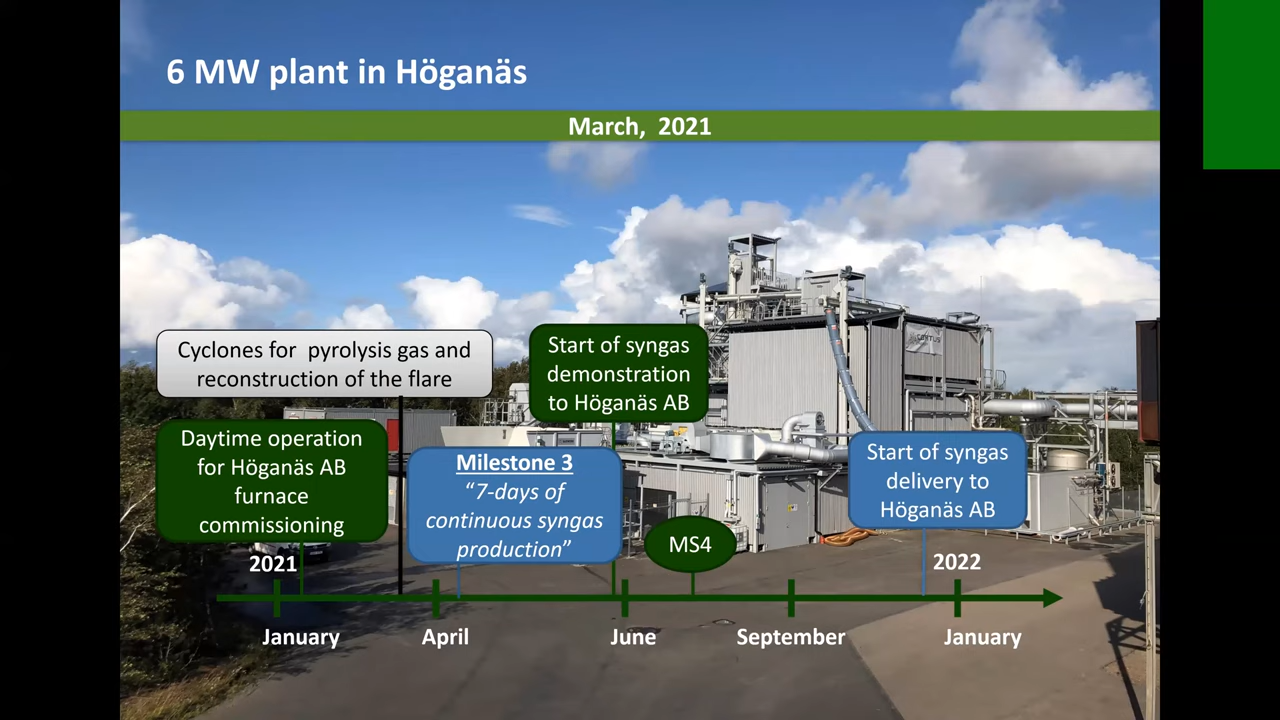 6 MW plant in Höganäs
March, 2021
Cyclones for pyrolysis gas and
reconstruction of the flare
Start of syngas
demonstration
to Höganäs AB
Daytime operation
for Höganäs AB
furnace
commissioning
Milestone 3
“7-days of
continuous syngas
production”
MS4
Start of syngas
delivery to
Höganäs AB
2021
2022
January
April
June
September
January